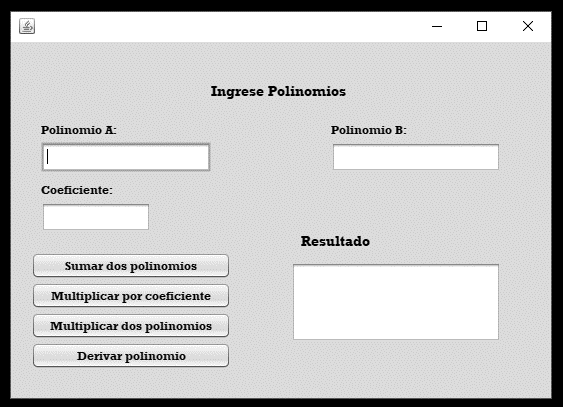 Ingrese Polinomios
Polinomio A:
Polinomio B:
Coeficiente:
Resultado
Sumar dos polinomios
Multiplicar por coeficiente
Multiplicar dos polinomios
Derivar polinomio